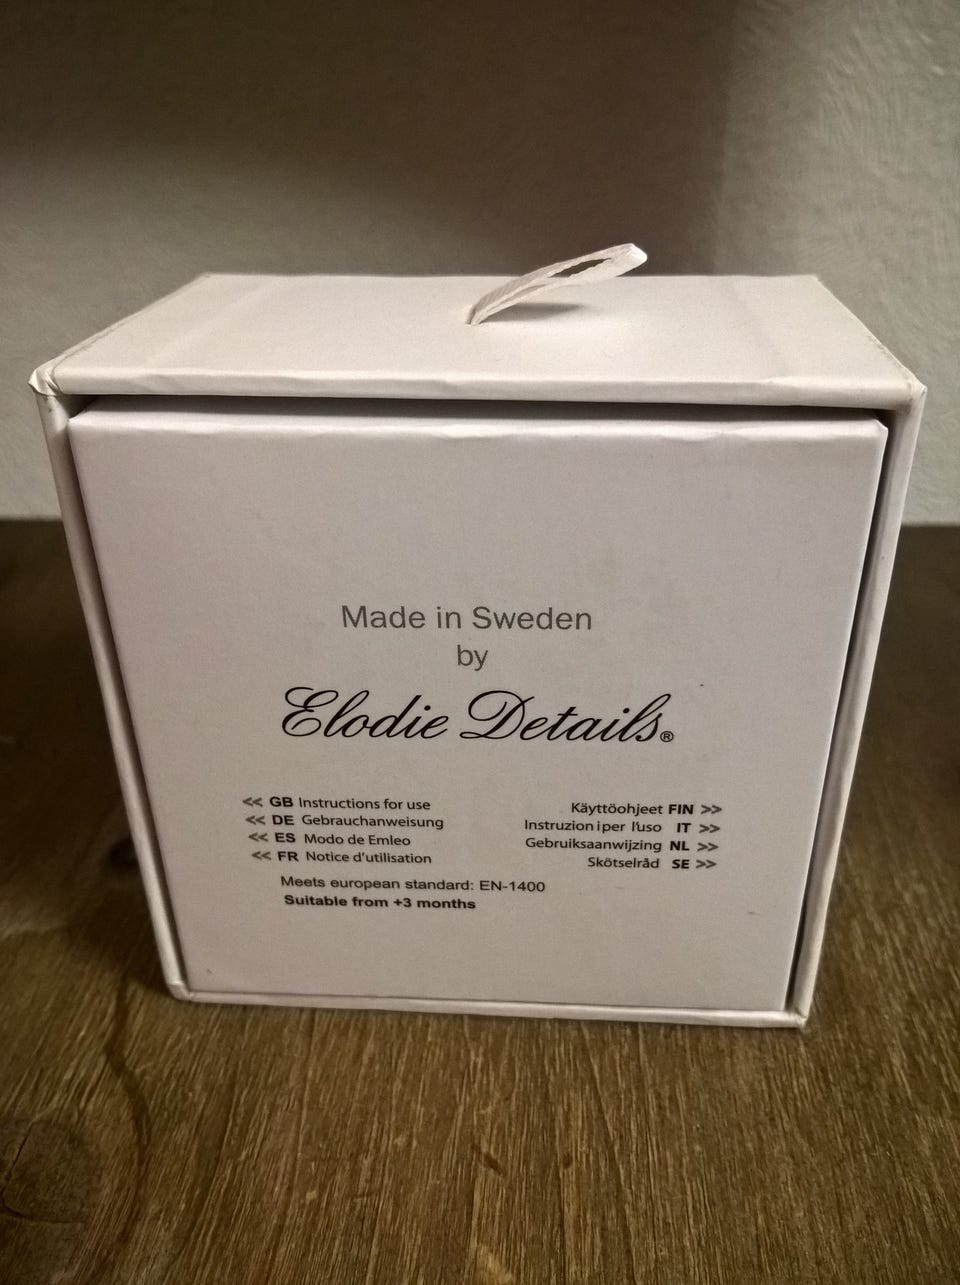 Made in Sweden
by
Elodie Details®
<< GB Instructions for use
<< DE Gebrauchanweisung
<< ES Modo de Emleo
<< FR Notice d'utilisation
Käyttöohjeet FIN >>
Instruzion i per l'uso IT >>
Gebruiksaanwijzing NL >>
Skötselråd SE >>
Meets european standard: EN-1400
Suitable from +3 months